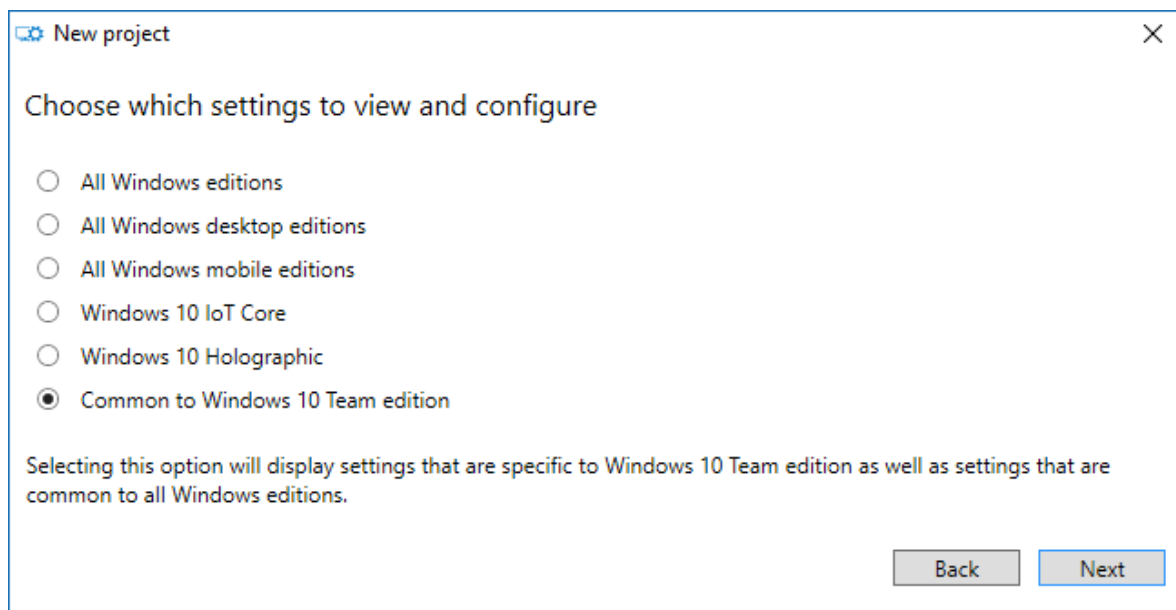 New project
Choose which settings to view and configure
All Windows editions
All Windows desktop editions
All Windows mobile editions
Windows 10 IoT Core
Windows 10 Holographic
Common to Windows 10 Team edition
Selecting this option will display settings that are specific to Windows 10 Team edition as well as settings that are
common to all Windows editions.
Back Next